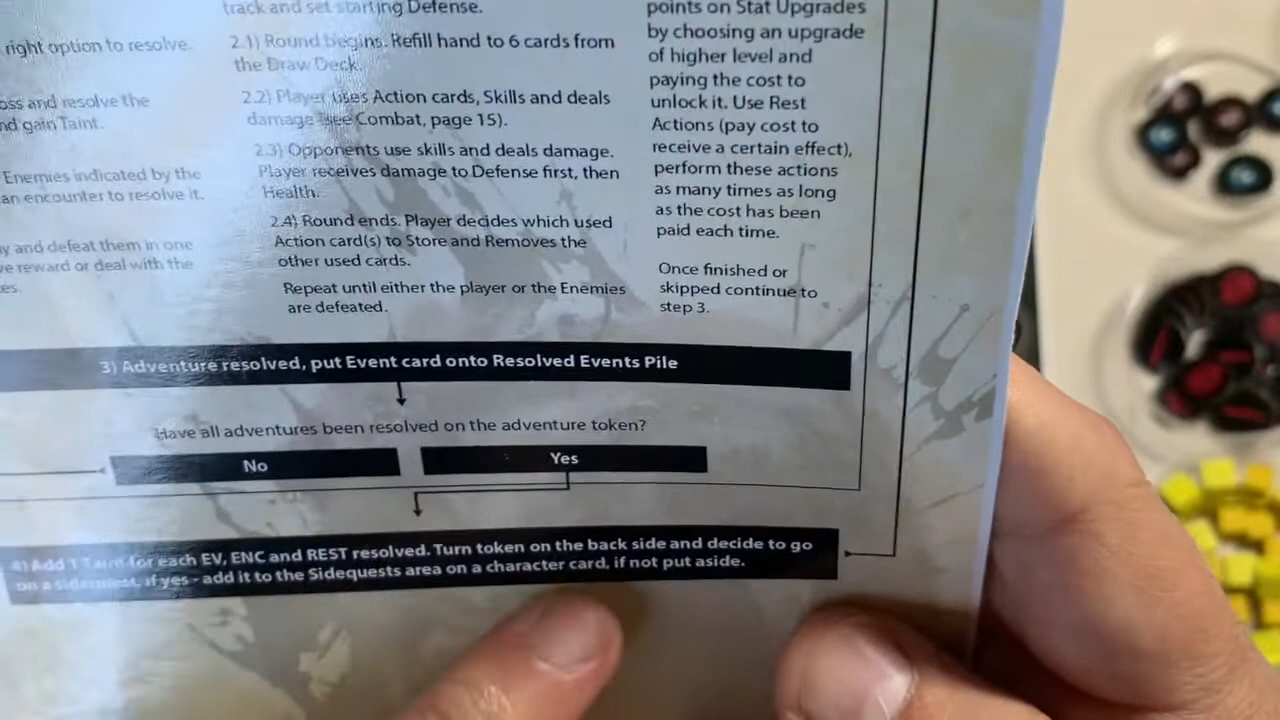 right option to resolve.
oss and resolve the
nd gain Taint.
Enemies indicated by the
an encounter to resolve it.
y and defeat them in one
ve reward or deal with the
es.
track and set starting Defense.
2.1) Round begins. Refill hand to 6 cards from
the Draw Deck.
2.2) Player uses Action cards, Skills and deals
damage (see Combat, page 15).
2.3) Opponents use skills and deals damage.
Player receives damage to Defense first, then
Health.
2.4) Round ends. Player decides which used
Action card(s) to Store and Removes the
other used cards.
Repeat until either the player or the Enemies
are defeated.
points on Stat Upgrades
by choosing an upgrade
of higher level and
paying the cost to
unlock it. Use Rest
Actions (pay cost to
receive a certain effect),
perform these actions
as many times as long
as the cost has been
paid each time.
Once finished or
skipped continue to
step 3.
3) Adventure resolved, put Event card onto Resolved Events Pile
Have all adventures been resolved on the adventure token?
No
Yes
4) Add 1 Taint for each EV, ENC and REST resolved. Turn token on the back side and decide to go
on a sidequest, if yes - add it to the Sidequests area on a character card, if not put aside.